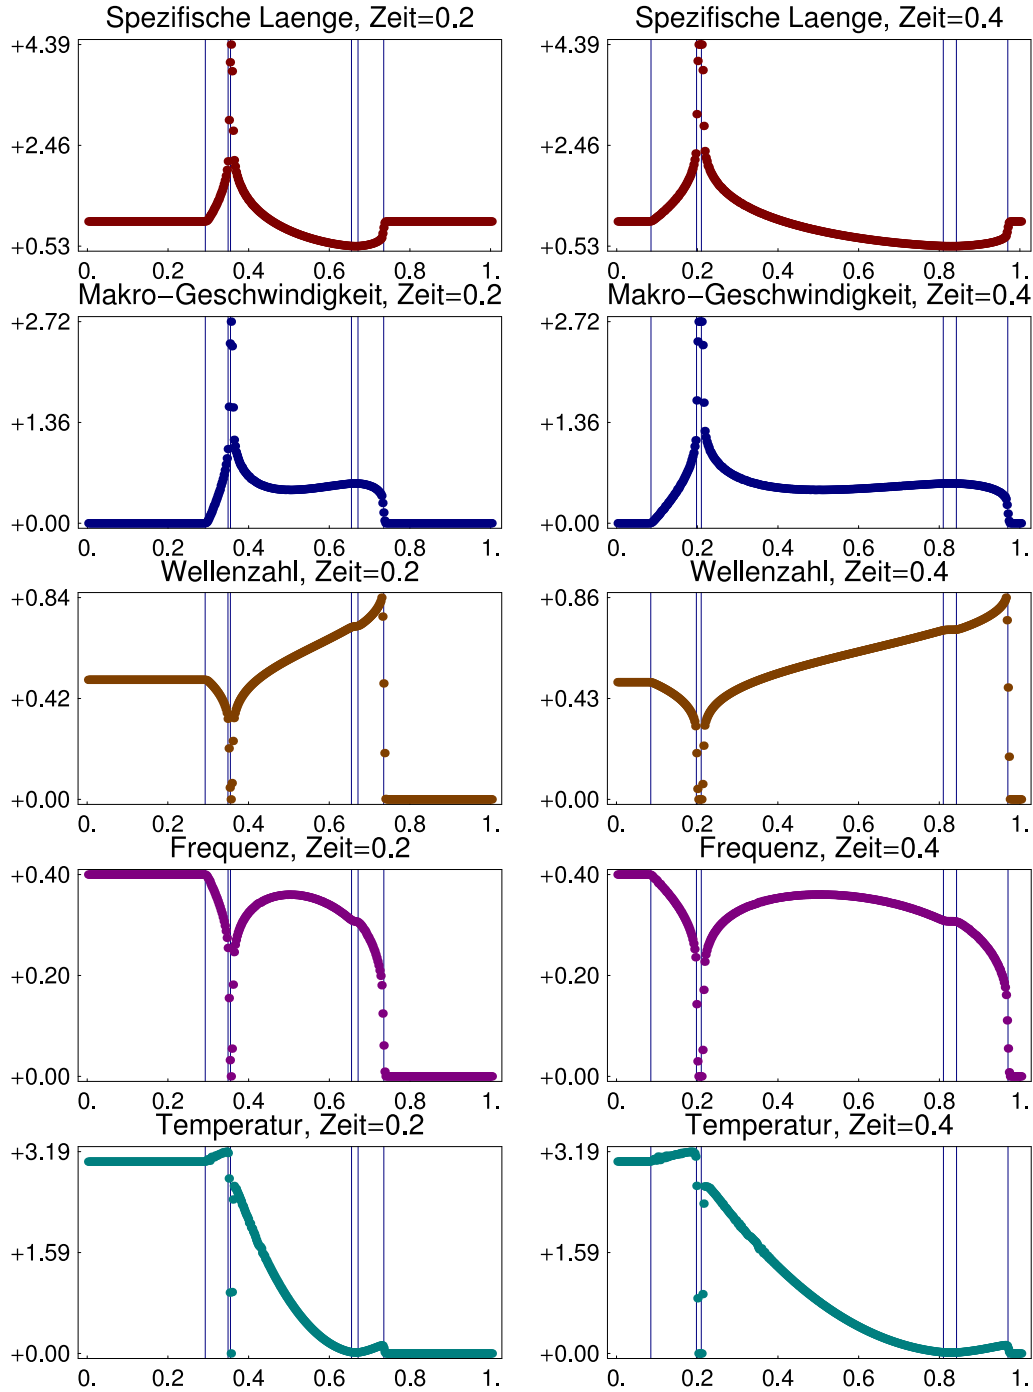 Spezifische Laenge, Zeit=0.2
+4.39
+2.46
+0.53
0. 0.2 0.4 0.6 0.8 1.
Spezifische Laenge, Zeit=0.4
+4.39
+2.46
+0.53
0. 0.2 0.4 0.6 0.8 1.
Makro-Geschwindigkeit, Zeit=0.2
+2.72
+1.36
+0.00
0. 0.2 0.4 0.6 0.8 1.
Makro-Geschwindigkeit, Zeit=0.4
+2.72
+1.36
+0.00
0. 0.2 0.4 0.6 0.8 1.
Wellenzahl, Zeit=0.2
+0.84
+0.42
+0.00
0. 0.2 0.4 0.6 0.8 1.
Wellenzahl, Zeit=0.4
+0.86
+0.43
+0.00
0. 0.2 0.4 0.6 0.8 1.
Frequenz, Zeit=0.2
+0.40
+0.20
+0.00
0. 0.2 0.4 0.6 0.8 1.
Frequenz, Zeit=0.4
+0.40
+0.20
+0.00
0. 0.2 0.4 0.6 0.8 1.
Temperatur, Zeit=0.2
+3.19
+1.59
+0.00
0. 0.2 0.4 0.6 0.8 1.
Temperatur, Zeit=0.4
+3.19
+1.59
+0.00
0. 0.2 0.4 0.6 0.8 1.